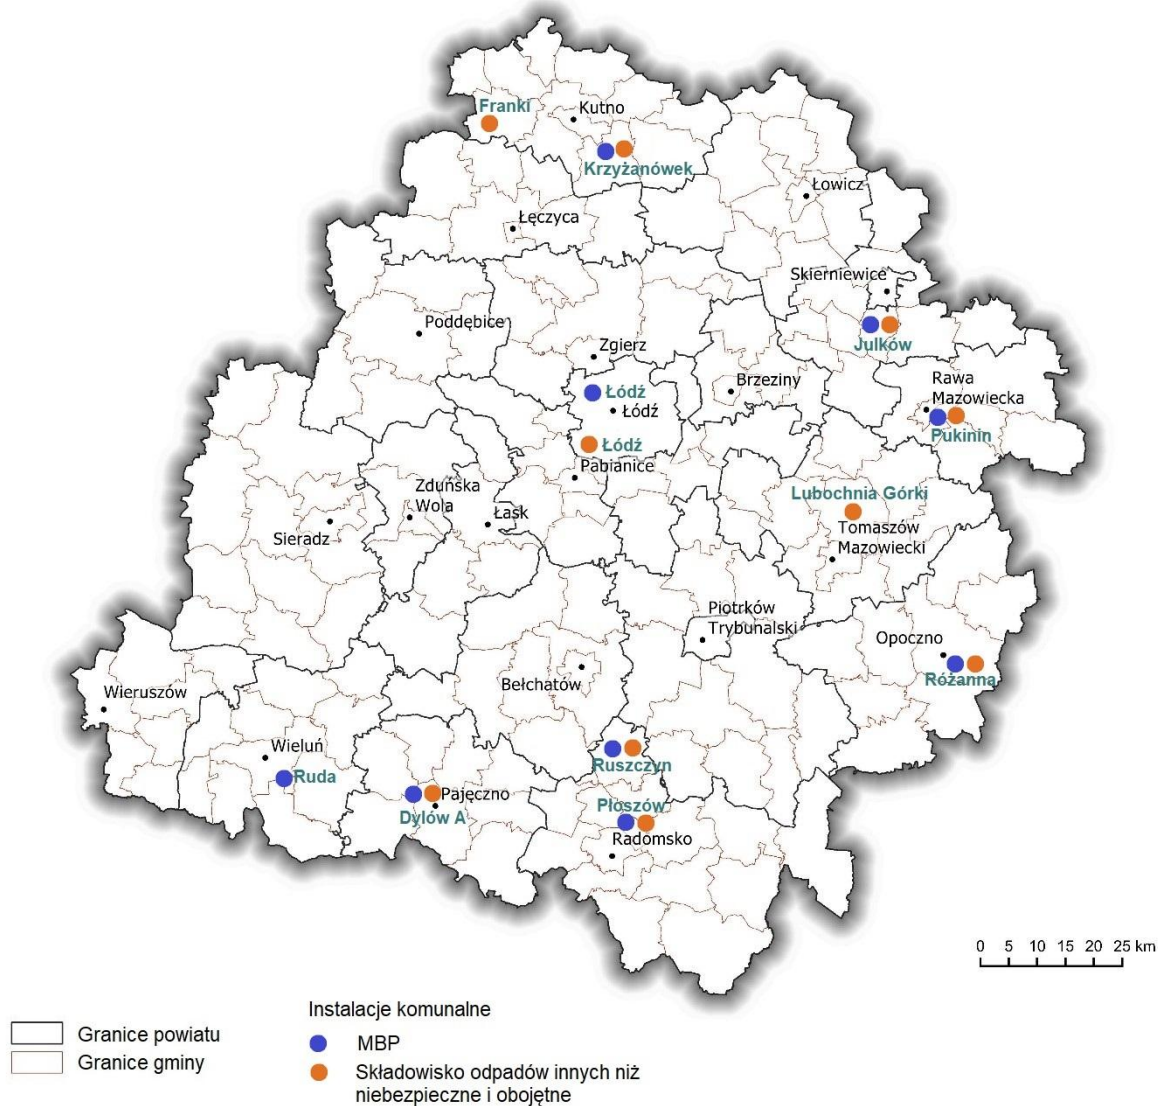 Franki
Kutno
Krzyżanówek
Łowicz
Łęczyca
Skierniewice
Julków
Poddębice
Zgierz
Łódź
Łódź
Brzeziny
Rawa
Mazowiecka
Pukinin
Łódź
Pabianice
Zduńska
Wola
Łask
Sieradz
Lubochnia Górki
Tomaszów
Mazowiecki
Piotrków
Trybunalski
Opoczno
Różanna
Bełchatów
Wieruszów
Wieluń
Ruda
Ruszczyn
Pajęczno
Dylów A
Płoszów
Radomsko
0 5 10 15 20 25 km
Instalacje komunalne
Granice powiatu
MBP
Granice gminy
Składowisko odpadów innych niż
niebezpieczne i obojętne